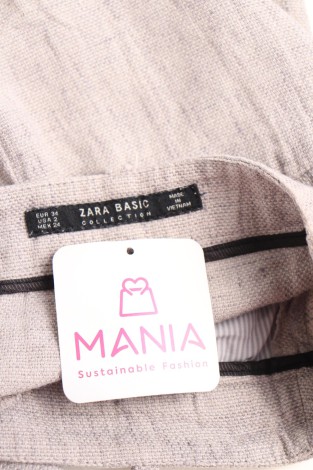 EUR 34
USA 2
MEX 24
ZARA BASIC
COLLECTION
MADE
IN
VIETNAM
MANIA
Sustainable Fashion